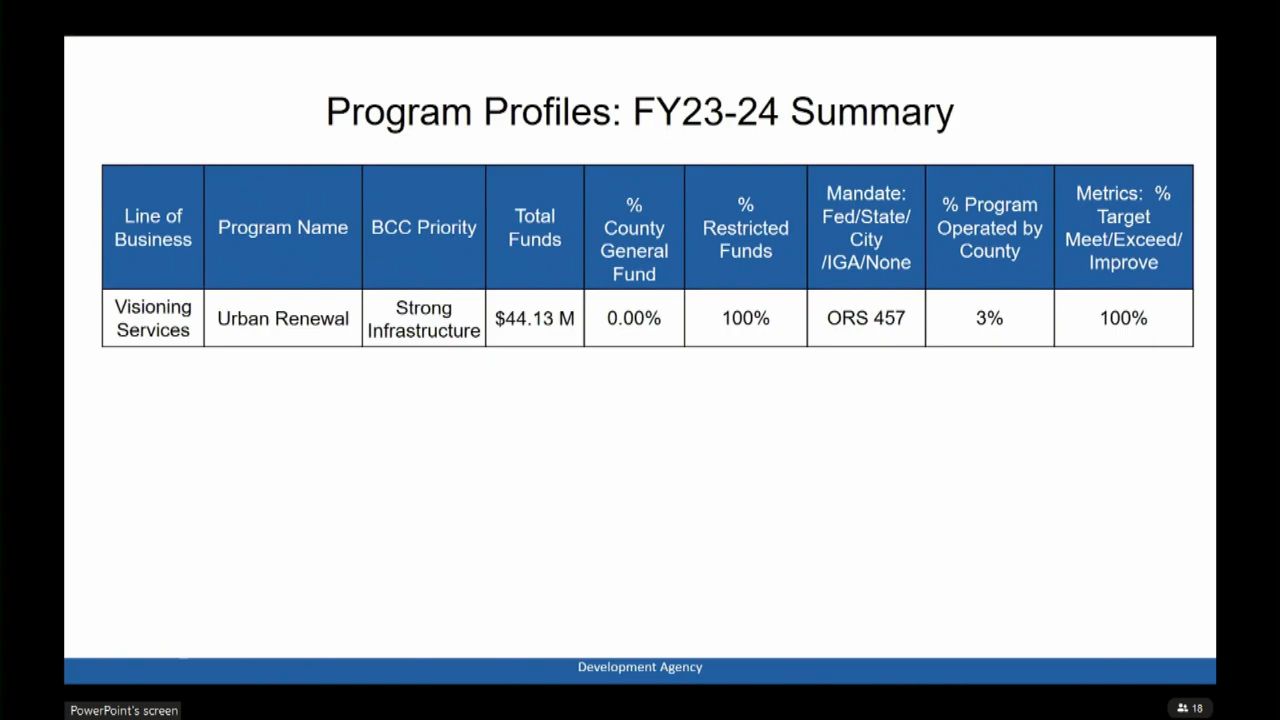 Program Profiles: FY23-24 Summary
Line of
Business
Program Name
BCC Priority
Total
Funds
%
County
General
Fund
%
Restricted
Funds
Mandate:
Fed/State/
City
/IGA/None
% Program
Operated by
County
Metrics: %
Target
Meet/Exceed/
Improve
Visioning
Services
Urban Renewal
Strong
Infrastructure
$44.13 M
0.00%
100%
ORS 457
3%
100%
Development Agency
PowerPoint's screen
18